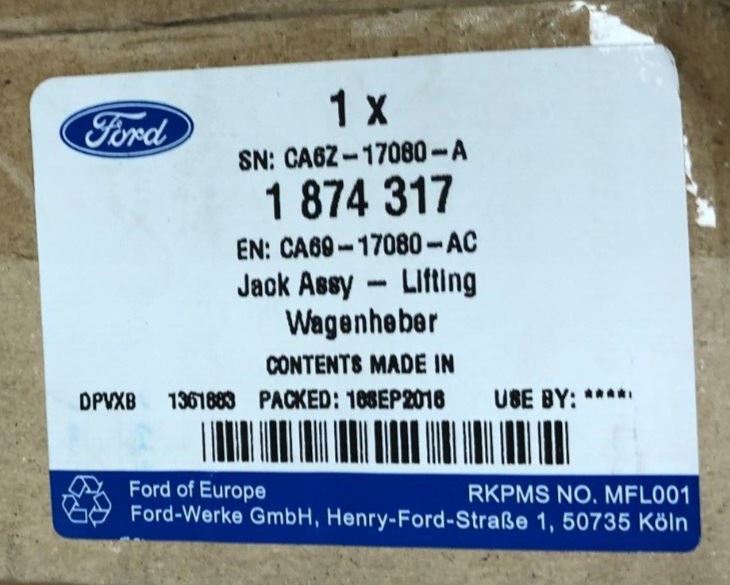 Ford
1 x
SN: CA6Z-17080-A
1 874 317
EN: CA69-17080-AC
Jack Assy - Lifting
Wagenheber
CONTENTS MADE IN
DPVXB 1351683 PACKED: 16SEP2016 USE BY: ****
Ford of Europe RKPMS NO. MFL001
Ford-Werke GmbH, Henry-Ford-Straße 1, 50735 Köln